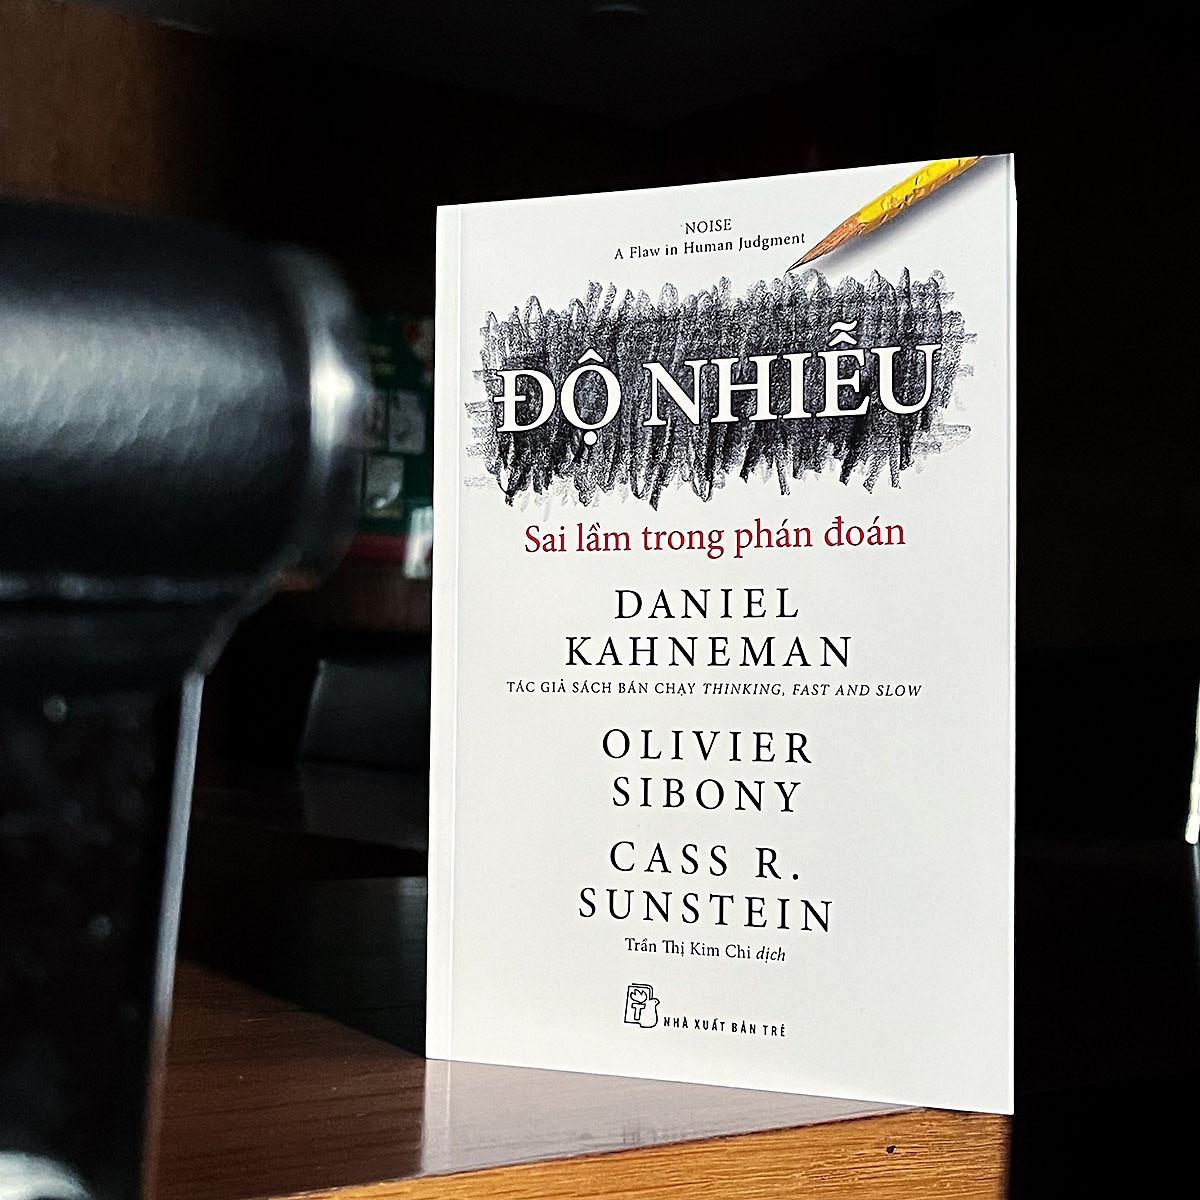 NOISE
A Flaw in Human Judgment
ĐỘ NHIỄU
Sai lầm trong phán đoán
DANIEL
KAHNEMAN
TÁC GIẢ SÁCH BÁN CHẠY THINKING, FAST AND SLOW
OLIVIER
SIBONY
CASS R.
SUNSTEIN
Trần Thị Kim Chi dịch
NHÀ XUẤT BẢN TRẺ